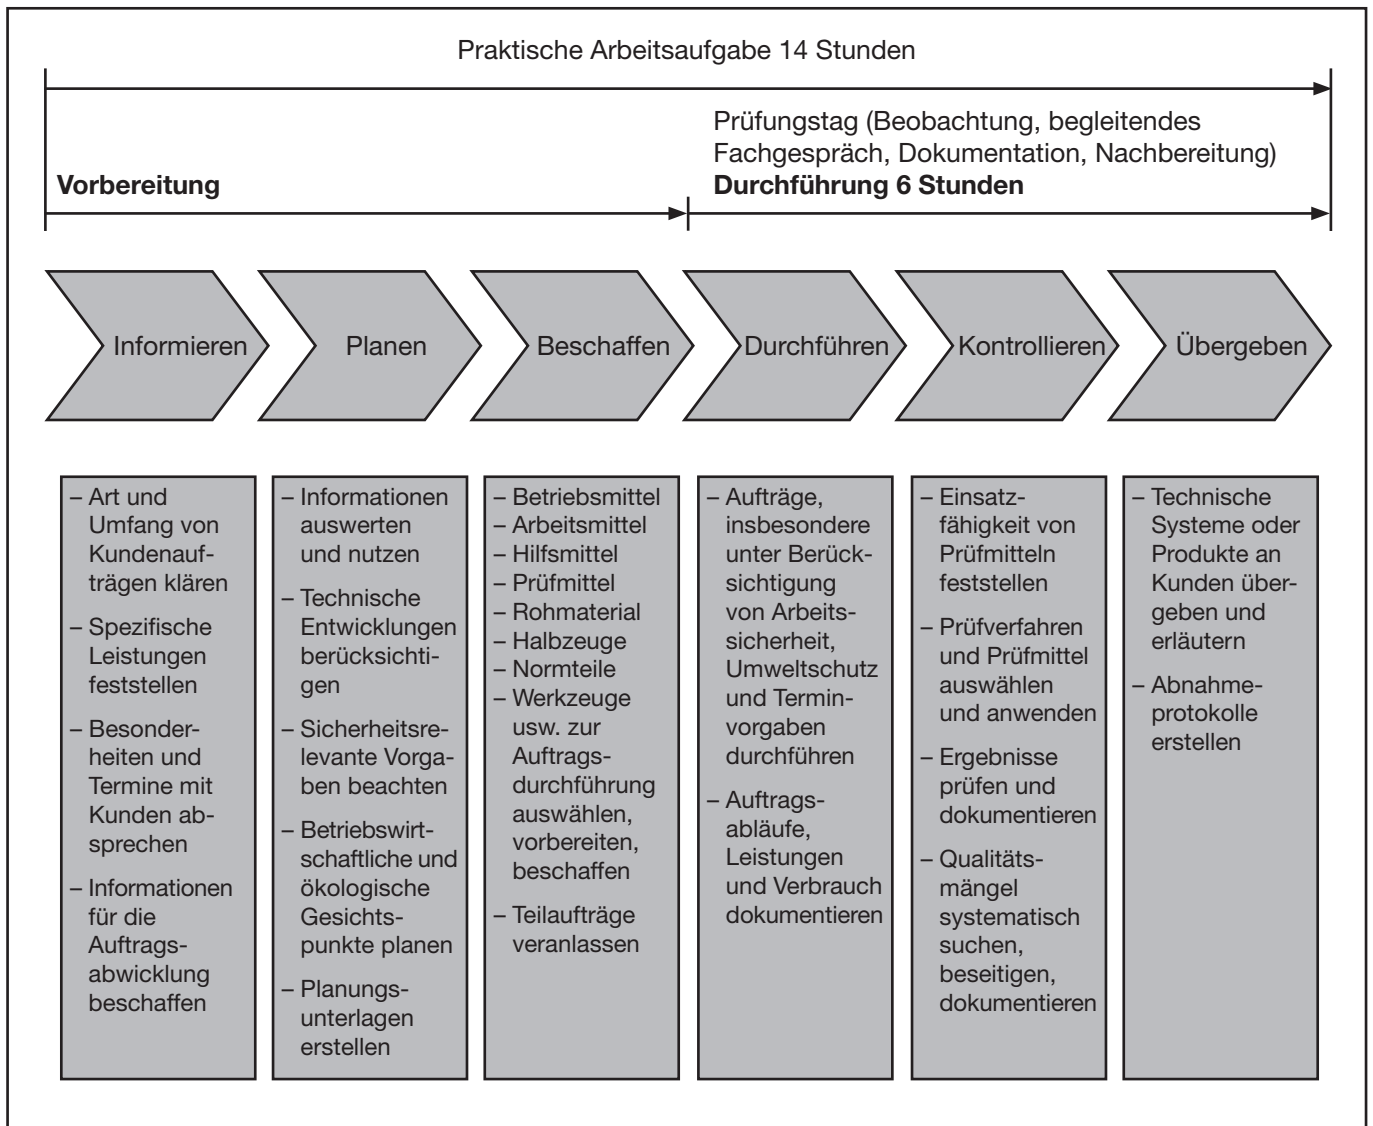 Praktische Arbeitsaufgabe 14 Stunden
Prüfungstag (Beobachtung, begleitendes
Fachgespräch, Dokumentation, Nachbereitung)
Vorbereitung
Durchführung 6 Stunden
Informieren
Planen
Beschaffen
Durchführen
Kontrollieren
Übergeben
– Art und
Umfang von
Kundenauf-
trägen klären
– Spezifische
Leistungen
feststellen
– Besonder-
heiten und
Termine mit
Kunden ab-
sprechen
– Informationen
für die
Auftrags-
abwicklung
beschaffen
– Informationen
auswerten
und nutzen
– Technische
Entwicklungen
berücksichti-
gen
– Sicherheitsre-
levante Vorga-
ben beachten
– Betriebswirt-
schaftliche und
ökologische
Gesichts-
punkte planen
– Planungs-
unterlagen
erstellen
– Betriebsmittel
– Arbeitsmittel
– Hilfsmittel
– Prüfmittel
– Rohmaterial
– Halbzeuge
– Normteile
– Werkzeuge
usw. zur
Auftrags-
durchführung
auswählen,
vorbereiten,
beschaffen
– Teilaufträge
veranlassen
– Aufträge,
insbesondere
unter Berück-
sichtigung
von Arbeits-
sicherheit,
Umweltschutz
und Termin-
vorgaben
durchführen
– Auftrags-
abläufe,
Leistungen
und Verbrauch
dokumentieren
– Einsatz-
fähigkeit von
Prüfmitteln
feststellen
– Prüfverfahren
und Prüfmittel
auswählen
und anwenden
– Ergebnisse
prüfen und
dokumentieren
– Qualitäts-
mängel
systematisch
suchen,
beseitigen,
dokumentieren
– Technische
Systeme oder
Produkte an
Kunden über-
geben und
erläutern
– Abnahme-
protokolle
erstellen